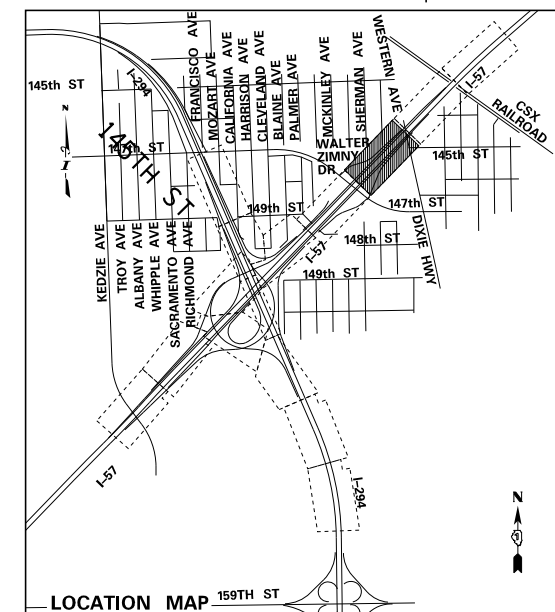 FRANCISCO AVE
MOZART AVE
CALIFORNIA AVE
HARRISON AVE
CLEVELAND AVE
BLAINE AVE
PALMER AVE
MCKINLEY AVE
SHERMAN AVE
WESTERN AVE
I-57
CSX
RAILROAD
145th ST
I-294
N
147th ST
145TH ST
WALTER
ZIMNY
DR
145th ST
147th ST
149th ST
148th ST
149th ST
I-57
DIXIE HWY
KEDZIE AVE
TROY AVE
ALBANY AVE
WHIPPLE AVE
SACRAMENTO AVE
RICHMOND AVE
I-57
I-294
N
LOCATION MAP
159TH ST